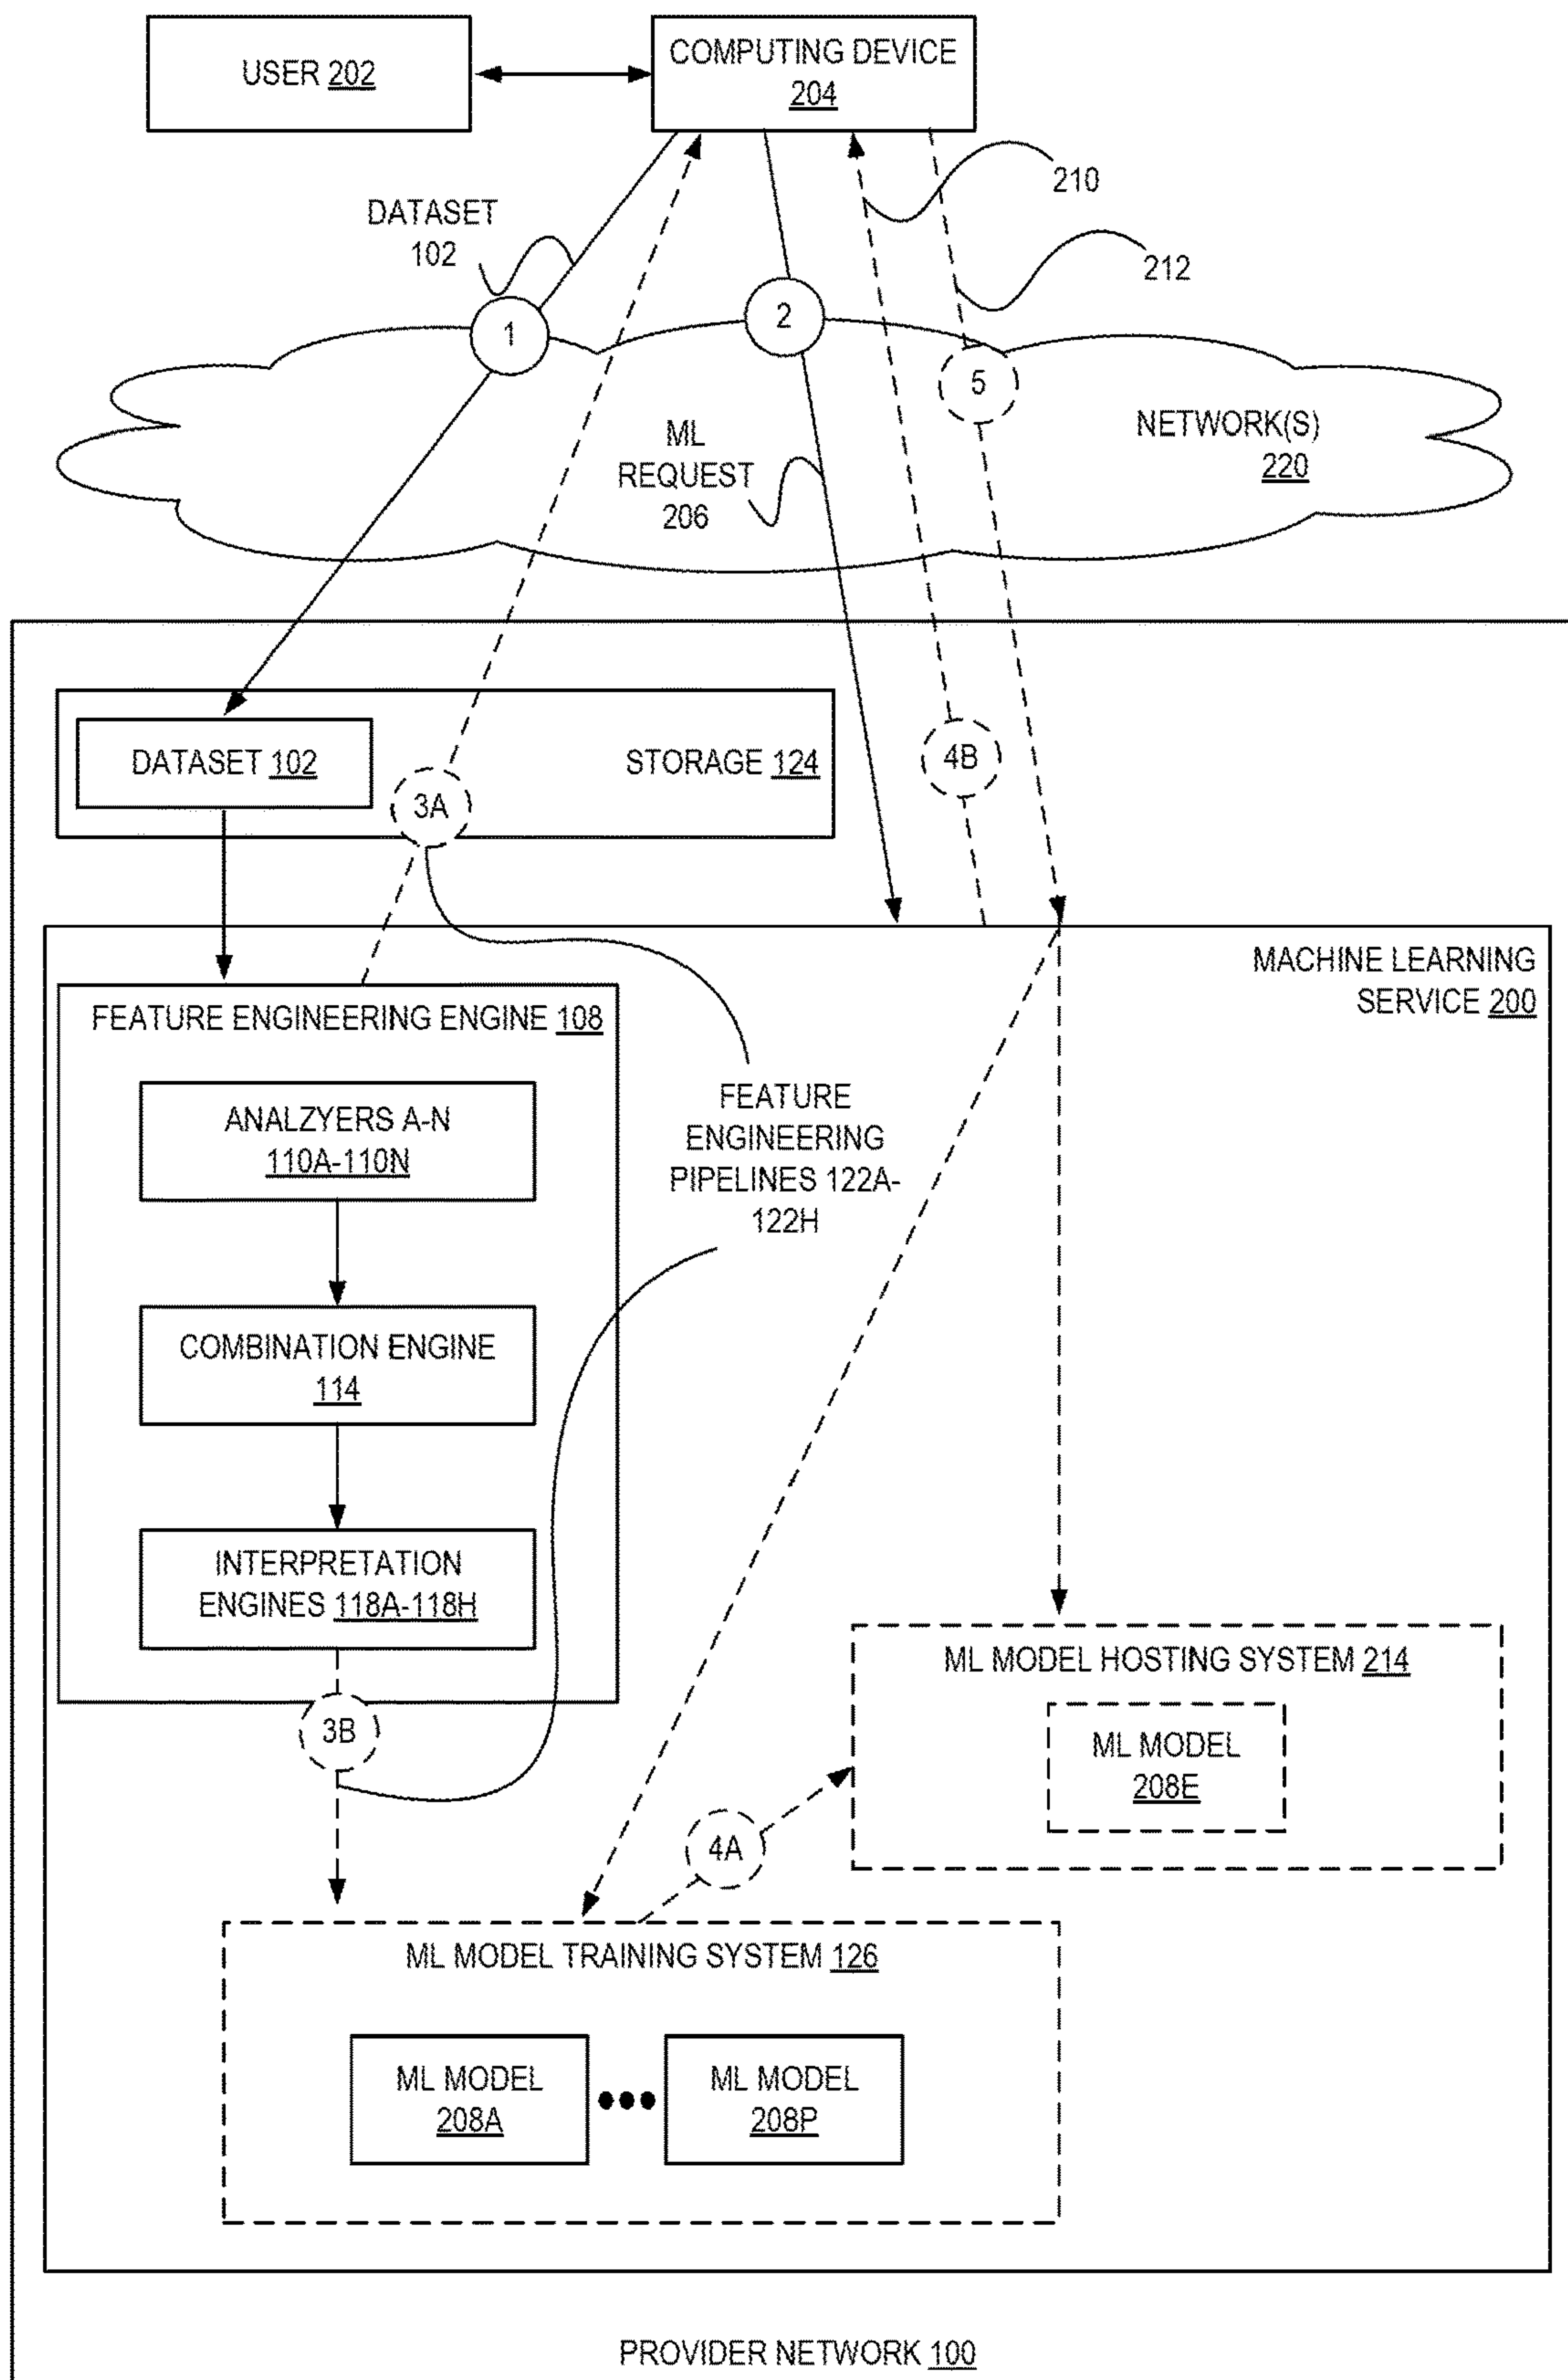 USER 202
COMPUTING DEVICE
204
210
DATASET
102
212
1
2
5
NETWORK(S)
220
ML
REQUEST
206
DATASET 102
STORAGE 124
4B
3A
MACHINE LEARNING
SERVICE 200
FEATURE ENGINEERING ENGINE 108
ANALZYERS A-N
110A-110N
FEATURE
ENGINEERING
PIPELINES 122A-
122H
COMBINATION ENGINE
114
INTERPRETATION
ENGINES 118A-118H
ML MODEL HOSTING SYSTEM 214
3B
ML MODEL
208E
4A
ML MODEL TRAINING SYSTEM 126
ML MODEL
208A
ML MODEL
208P
PROVIDER NETWORK 100